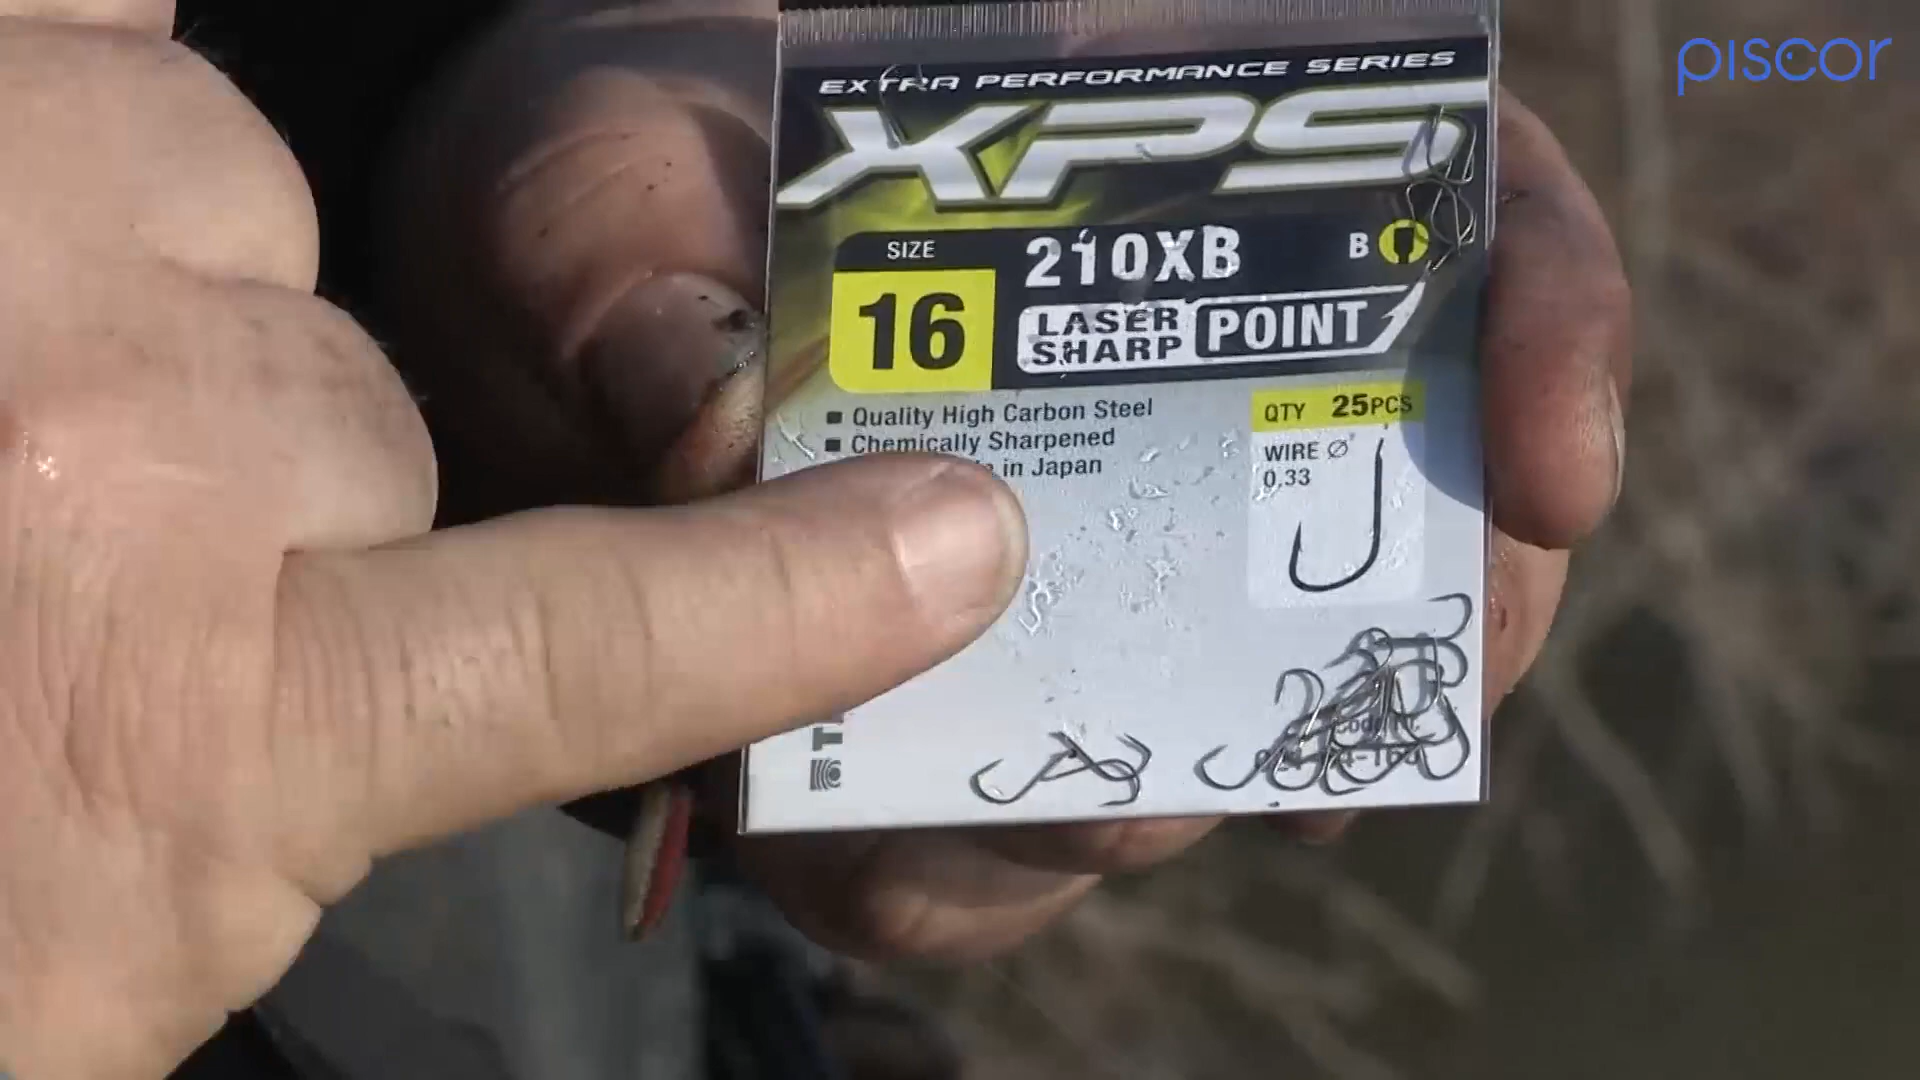 piscor
EXTRA PERFORMANCE SERIES
XPS
SIZE
16
210XB
B
LASER SHARP POINT
Quality High Carbon Steel
Chemically Sharpened
in Japan
QTY 25PCS
WIRE Ø
0.33